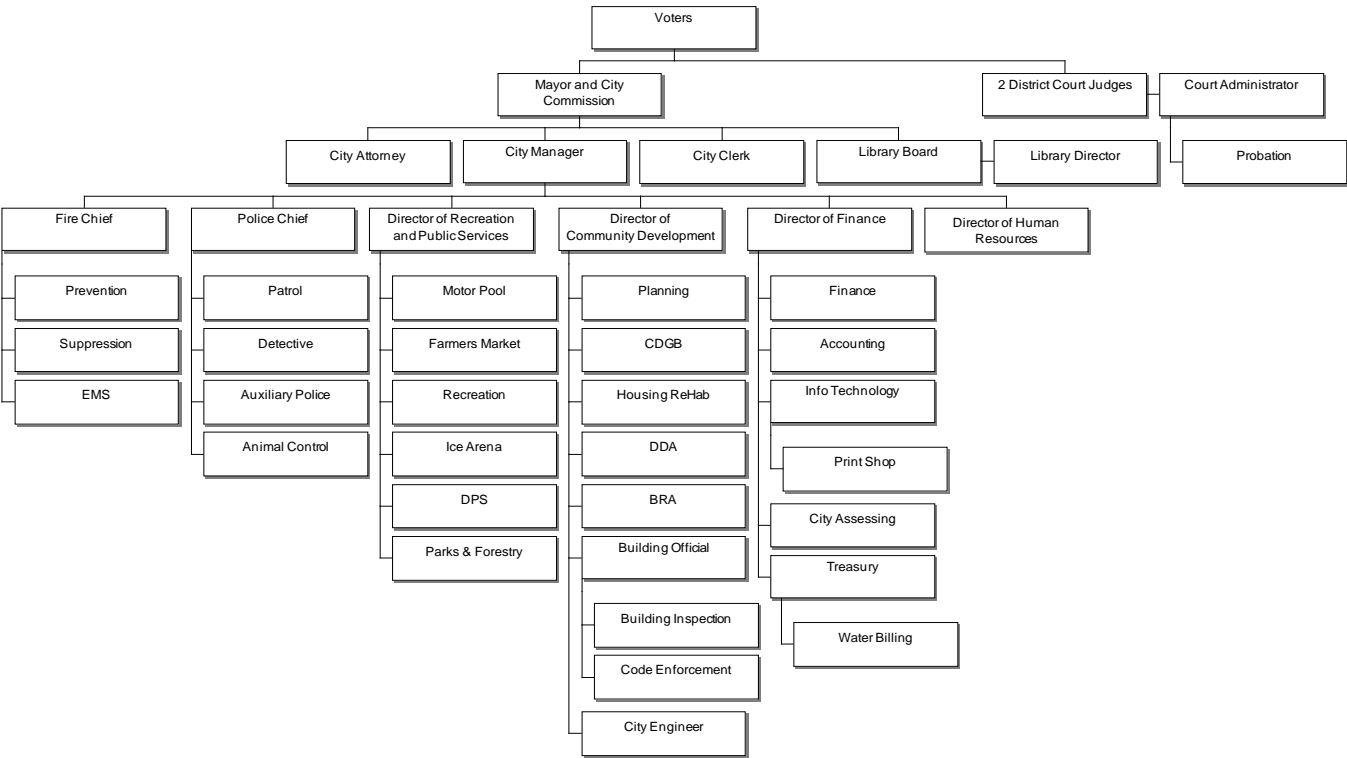 Voters
Mayor and City
Commission
2 District Court Judges
Court Administrator
City Attorney
City Manager
City Clerk
Library Board
Library Director
Probation
Fire Chief
Police Chief
Director of Recreation
and Public Services
Director of
Community Development
Director of Finance
Director of Human
Resources
Prevention
Patrol
Motor Pool
Planning
Finance
Suppression
Detective
Farmers Market
CDGB
Accounting
EMS
Auxiliary Police
Recreation
Housing ReHab
Info Technology
Animal Control
Ice Arena
DDA
Print Shop
DPS
BRA
City Assessing
Parks & Forestry
Building Official
Treasury
Building Inspection
Water Billing
Code Enforcement
City Engineer